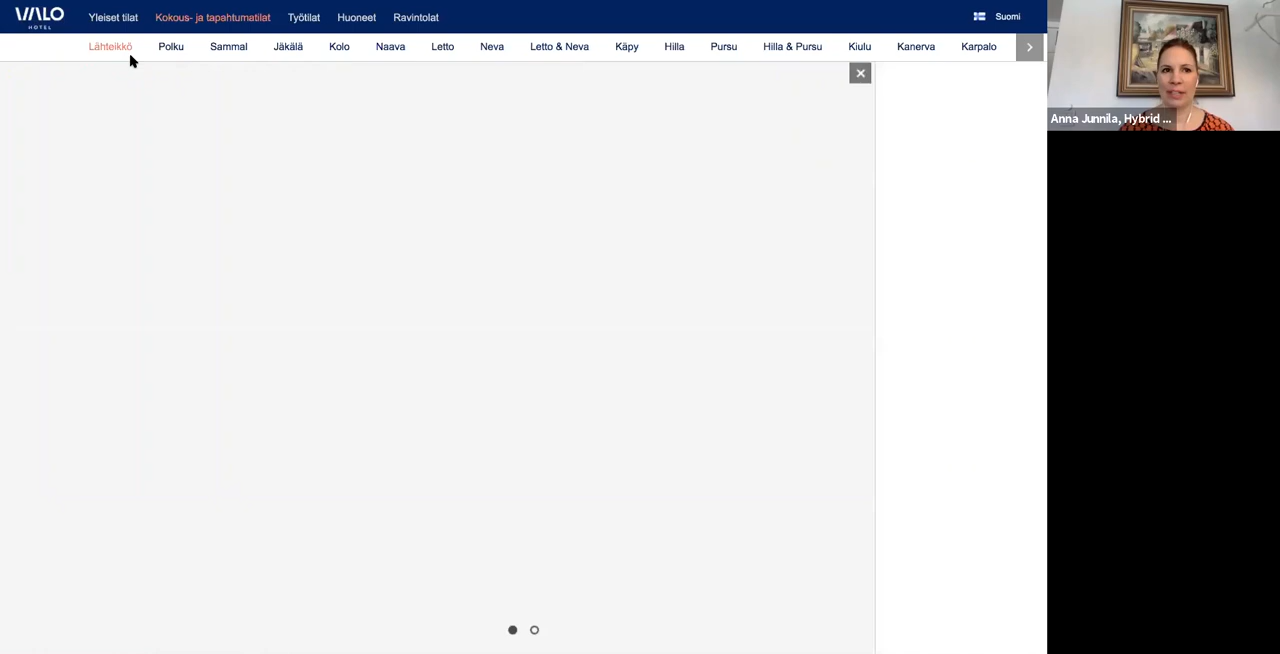 VALO
HOTEL
Yleiset tilat Kokous- ja tapahtumatilat Työtilat Huoneet Ravintolat Suomi
Lähteikkö Polku Sammal Jäkälä Kolo Naava Letto Neva Letto & Neva Käpy Hilla Pursu Hilla & Pursu Kiulu Kanerva Karpalo
Anna Junnila, Hybrid ...